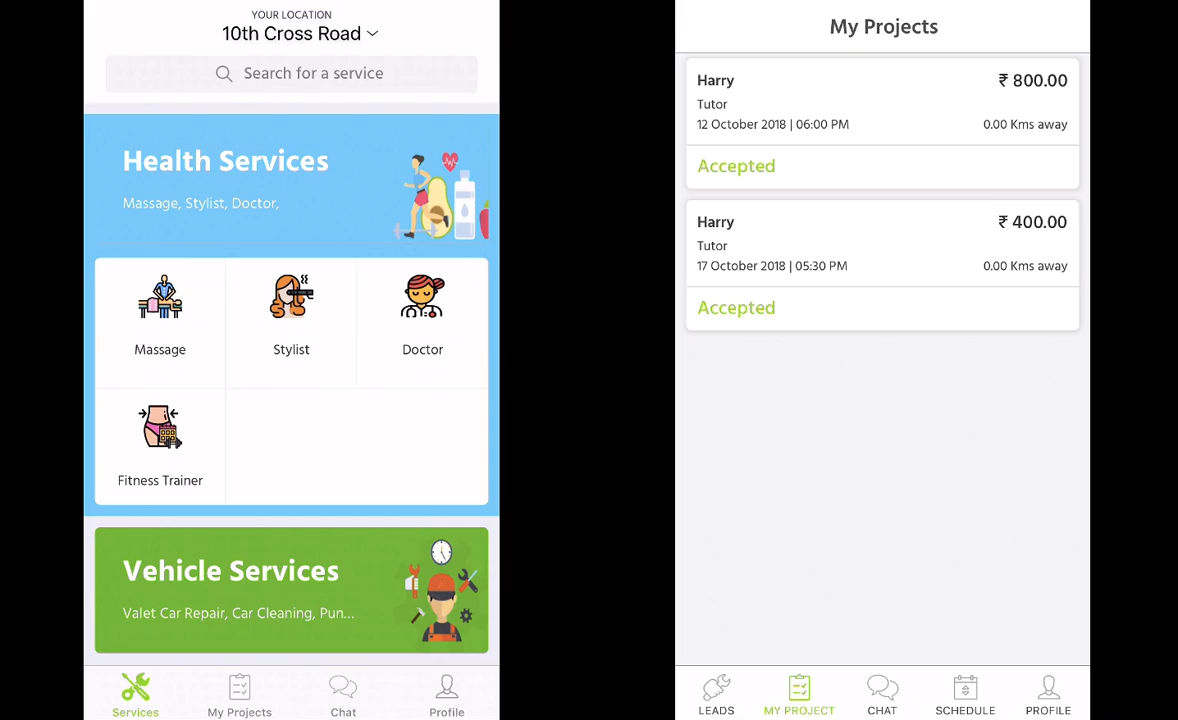 YOUR LOCATION
10th Cross Road
Search for a service
Health Services
Massage, Stylist, Doctor,
Massage
Stylist
Doctor
Fitness Trainer
Vehicle Services
Valet Car Repair, Car Cleaning, Pun...
Services
My Projects
Chat
Profile
My Projects
Harry
₹ 800.00
Tutor
12 October 2018 | 06:00 PM
0.00 Kms away
Accepted
Harry
₹ 400.00
Tutor
17 October 2018 | 05:30 PM
0.00 Kms away
Accepted
LEADS
MY PROJECT
CHAT
SCHEDULE
PROFILE